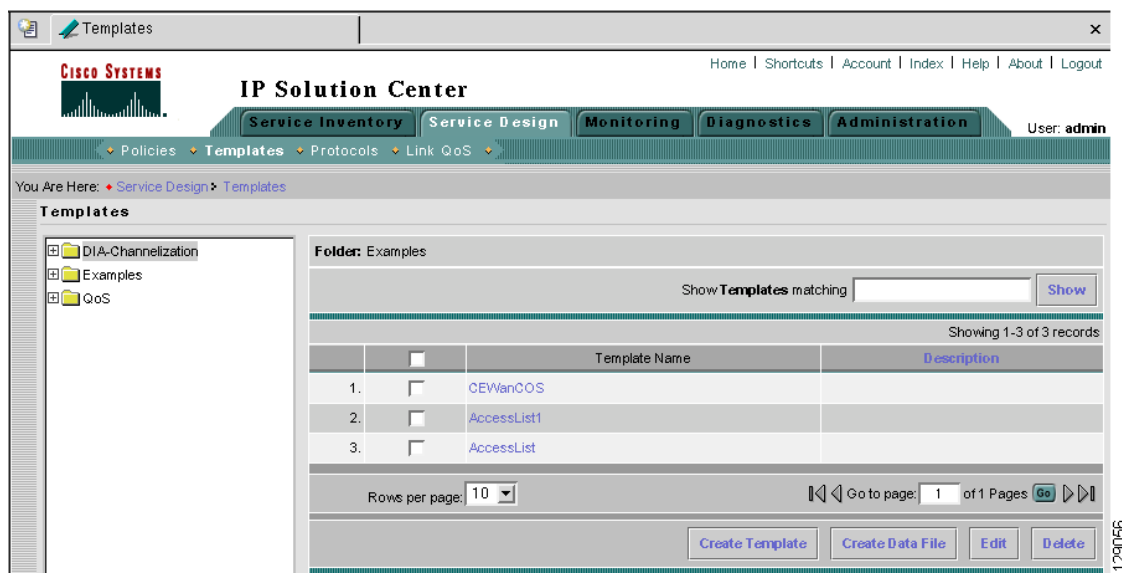 Templates
×
CISCO SYSTEMS
Home | Shortcuts | Account | Index | Help | About | Logout
IP Solution Center
Service Inventory Service Design Monitoring Diagnostics Administration
User: admin
Policies Templates Protocols Link QoS
You Are Here: Service Design Templates
Templates
DIA-Channelization
Examples
QoS
Folder: Examples
Show Templates matching Show
Showing 1-3 of 3 records
Template Name Description
1. CEWanCOS
2. AccessList1
3. AccessList
Rows per page: 10 Go to page: 1 of 1 Pages Go
Create Template Create Data File Edit Delete
129056